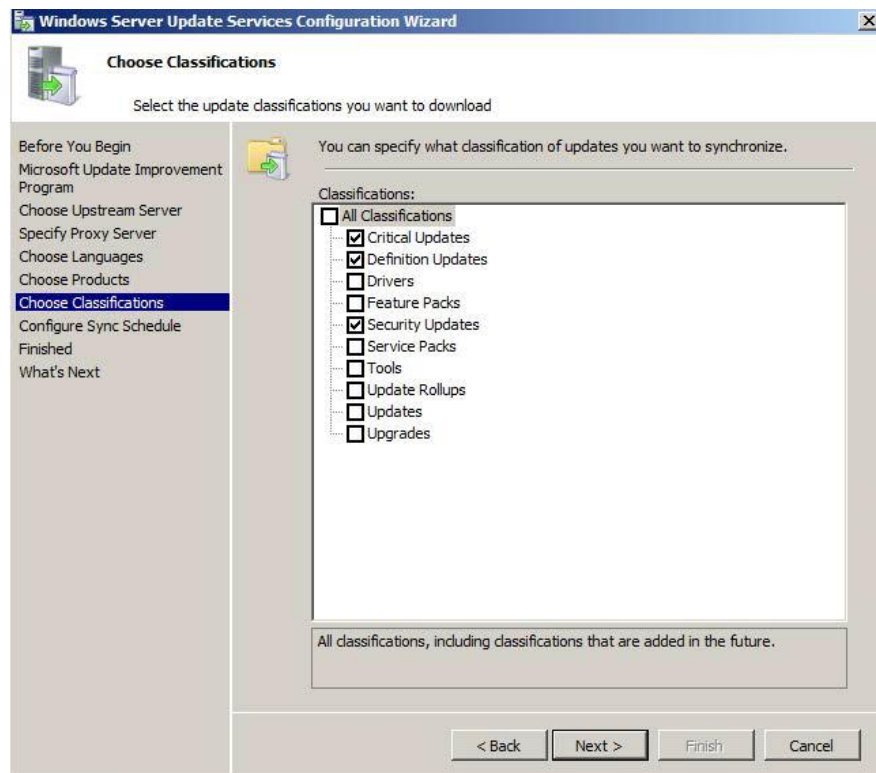 Windows Server Update Services Configuration Wizard
Choose Classifications
Select the update classifications you want to download
Before You Begin
Microsoft Update Improvement
Program
Choose Upstream Server
Specify Proxy Server
Choose Languages
Choose Products
Choose Classifications
Configure Sync Schedule
Finished
What's Next
You can specify what classification of updates you want to synchronize.
Classifications:
All Classifications
Critical Updates
Definition Updates
Drivers
Feature Packs
Security Updates
Service Packs
Tools
Update Rollups
Updates
Upgrades
All classifications, including classifications that are added in the future.
< Back
Next >
Finish
Cancel